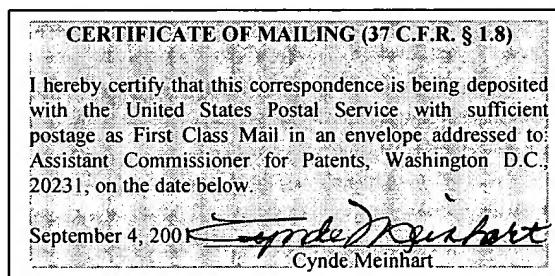 CERTIFICATE OF MAILING (37 C.F.R. § 1.8)
I hereby certify that this correspondence is being deposited
with the United States Postal Service with sufficient
postage as First Class Mail in an envelope addressed to:
Assistant Commissioner for Patents, Washington D.C.,
20231, on the date below.
September 4, 2001 Cynde Meinhart
Cynde Meinhart